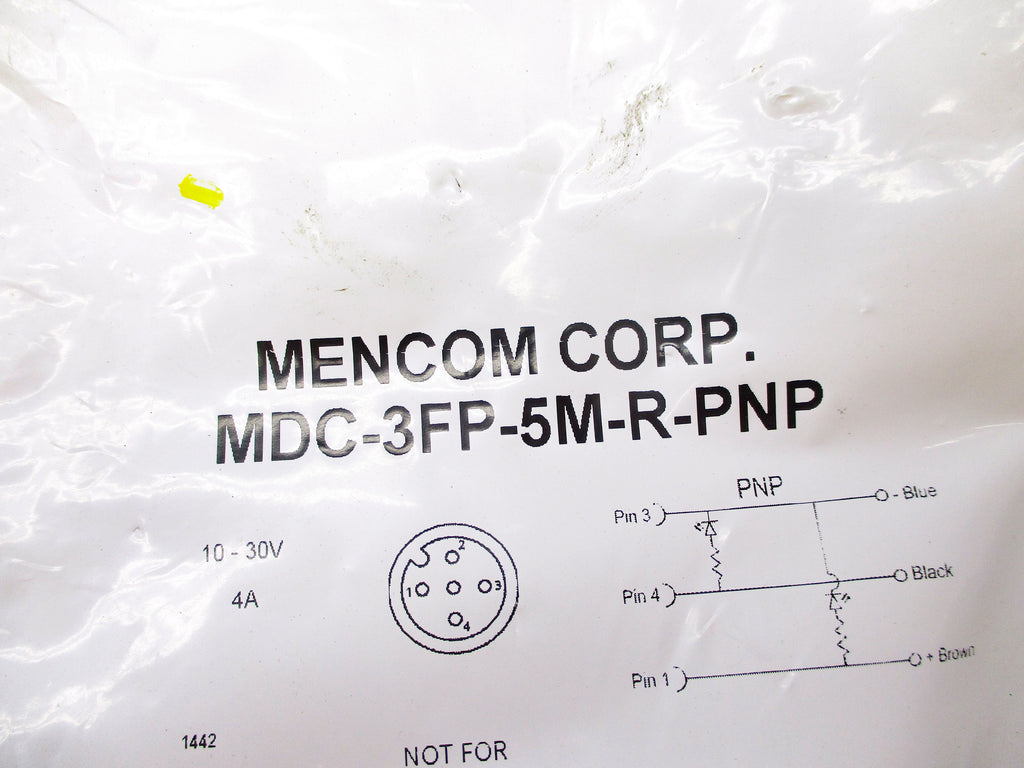 MENCOM CORP.
MDC-3FP-5M-R-PNP
PNP
Pin 3
- Blue
10 - 30V
4A
2
1
3
4
Pin 4
Black
Pin 1
+ Brown
1442
NOT FOR